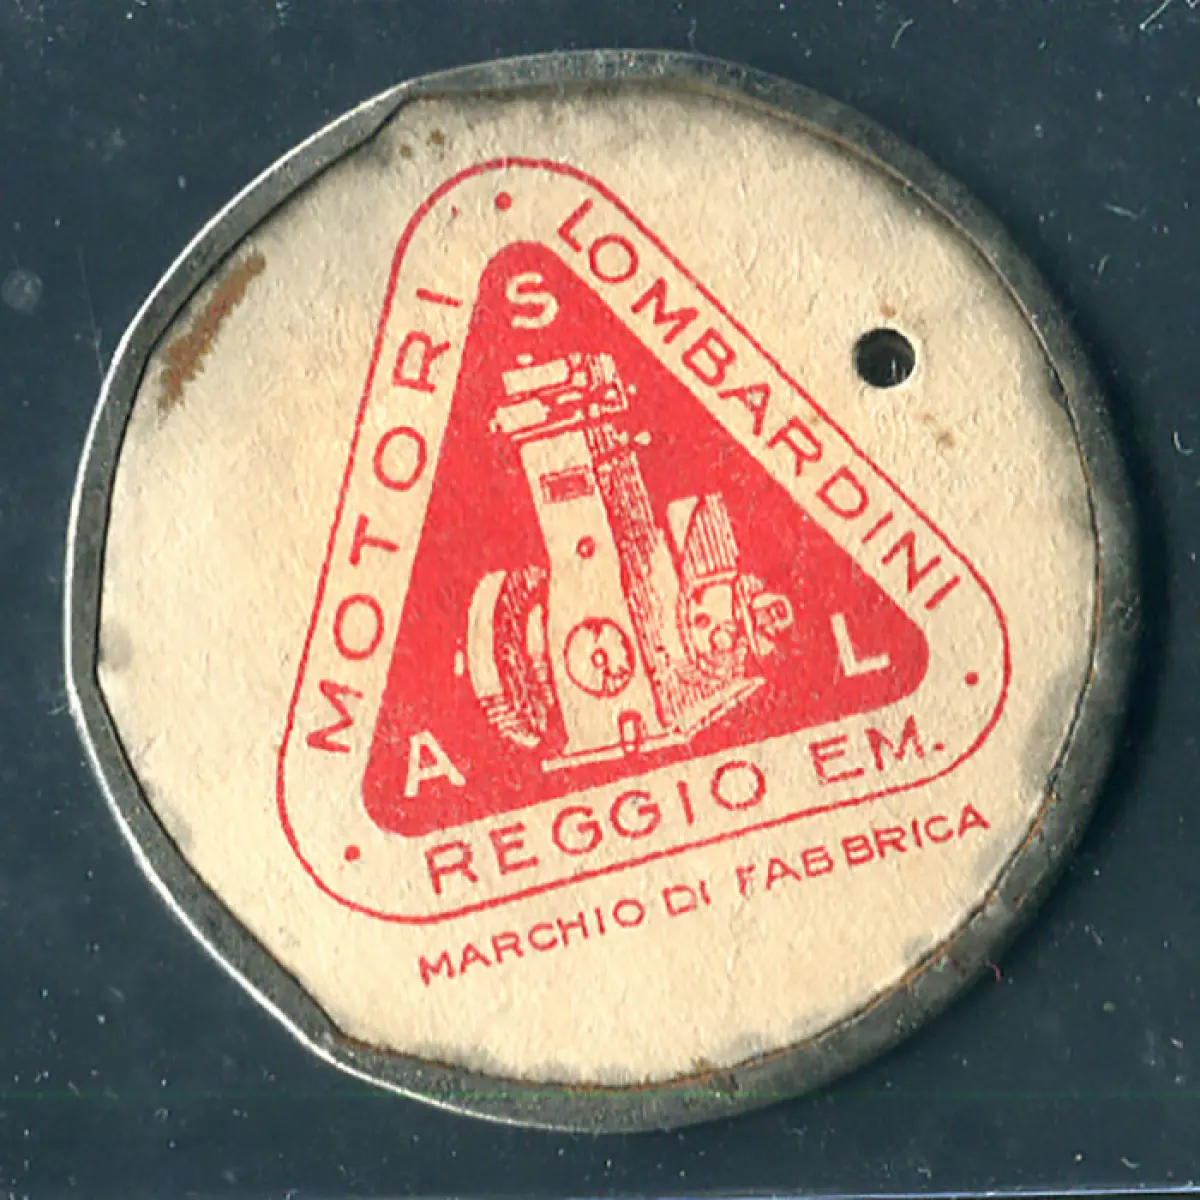 MOTORI
LOMBARDINI
REGGIO EM.
S
A
L
MARCHIO DI FABBRICA